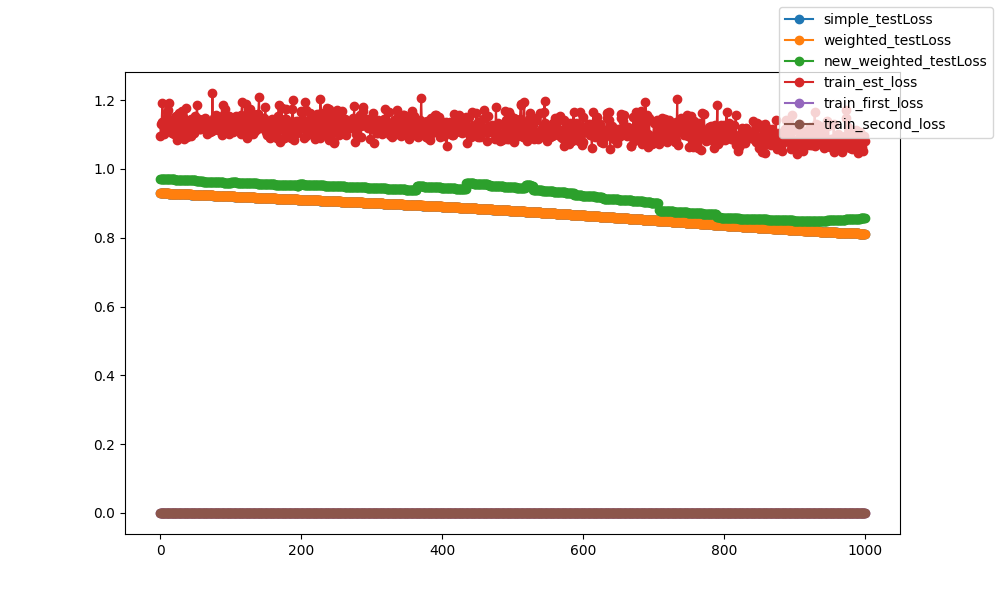 simple_testLoss
weighted_testLoss
new_weighted_testLoss
train_est_loss
train_first_loss
train_second_loss
1.2
1.0
0.8
0.6
0.4
0.2
0.0
0 200 400 600 800 1000